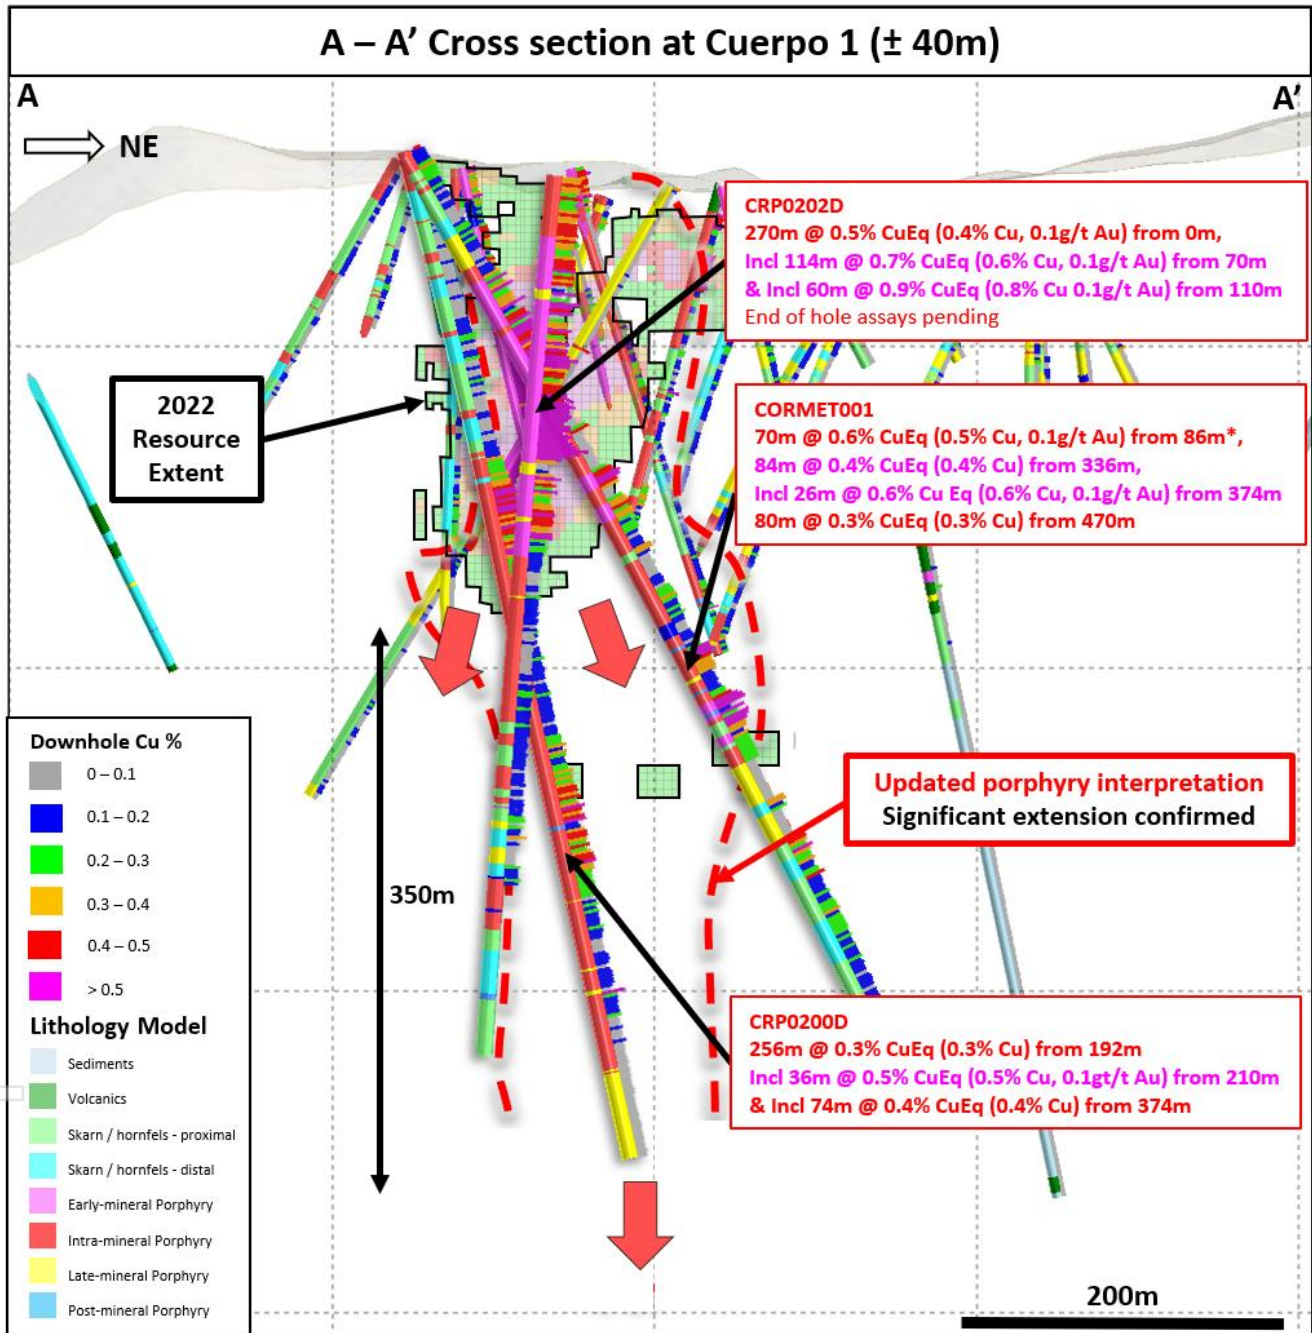 A – A’ Cross section at Cuerpo 1 (± 40m)
A
A’
NE
CRP0202D
270m @ 0.5% CuEq (0.4% Cu, 0.1g/t Au) from 0m,
Incl 114m @ 0.7% CuEq (0.6% Cu, 0.1g/t Au) from 70m
& Incl 60m @ 0.9% CuEq (0.8% Cu 0.1g/t Au) from 110m
End of hole assays pending
2022
Resource
Extent
CORMET001
70m @ 0.6% CuEq (0.5% Cu, 0.1g/t Au) from 86m*,
84m @ 0.4% CuEq (0.4% Cu) from 336m,
Incl 26m @ 0.6% Cu Eq (0.6% Cu, 0.1g/t Au) from 374m
80m @ 0.3% CuEq (0.3% Cu) from 470m
Updated porphyry interpretation
Significant extension confirmed
350m
CRP0200D
256m @ 0.3% CuEq (0.3% Cu) from 192m
Incl 36m @ 0.5% CuEq (0.5% Cu, 0.1gt/t Au) from 210m
& Incl 74m @ 0.4% CuEq (0.4% Cu) from 374m
Downhole Cu %
0 – 0.1
0.1 – 0.2
0.2 – 0.3
0.3 – 0.4
0.4 – 0.5
> 0.5
Lithology Model
Sediments
Volcanics
Skarn / hornfels - proximal
Skarn / hornfels - distal
Early-mineral Porphyry
Intra-mineral Porphyry
Late-mineral Porphyry
Post-mineral Porphyry
200m